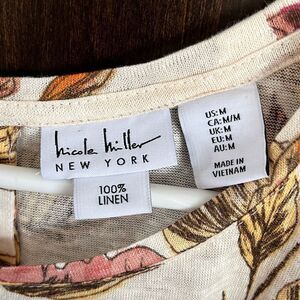 nicole miller
NEW YORK
100%
LINEN
US:M
CA:M/M
UK:M
EU:M
AU:M
MADE IN
VIETNAM